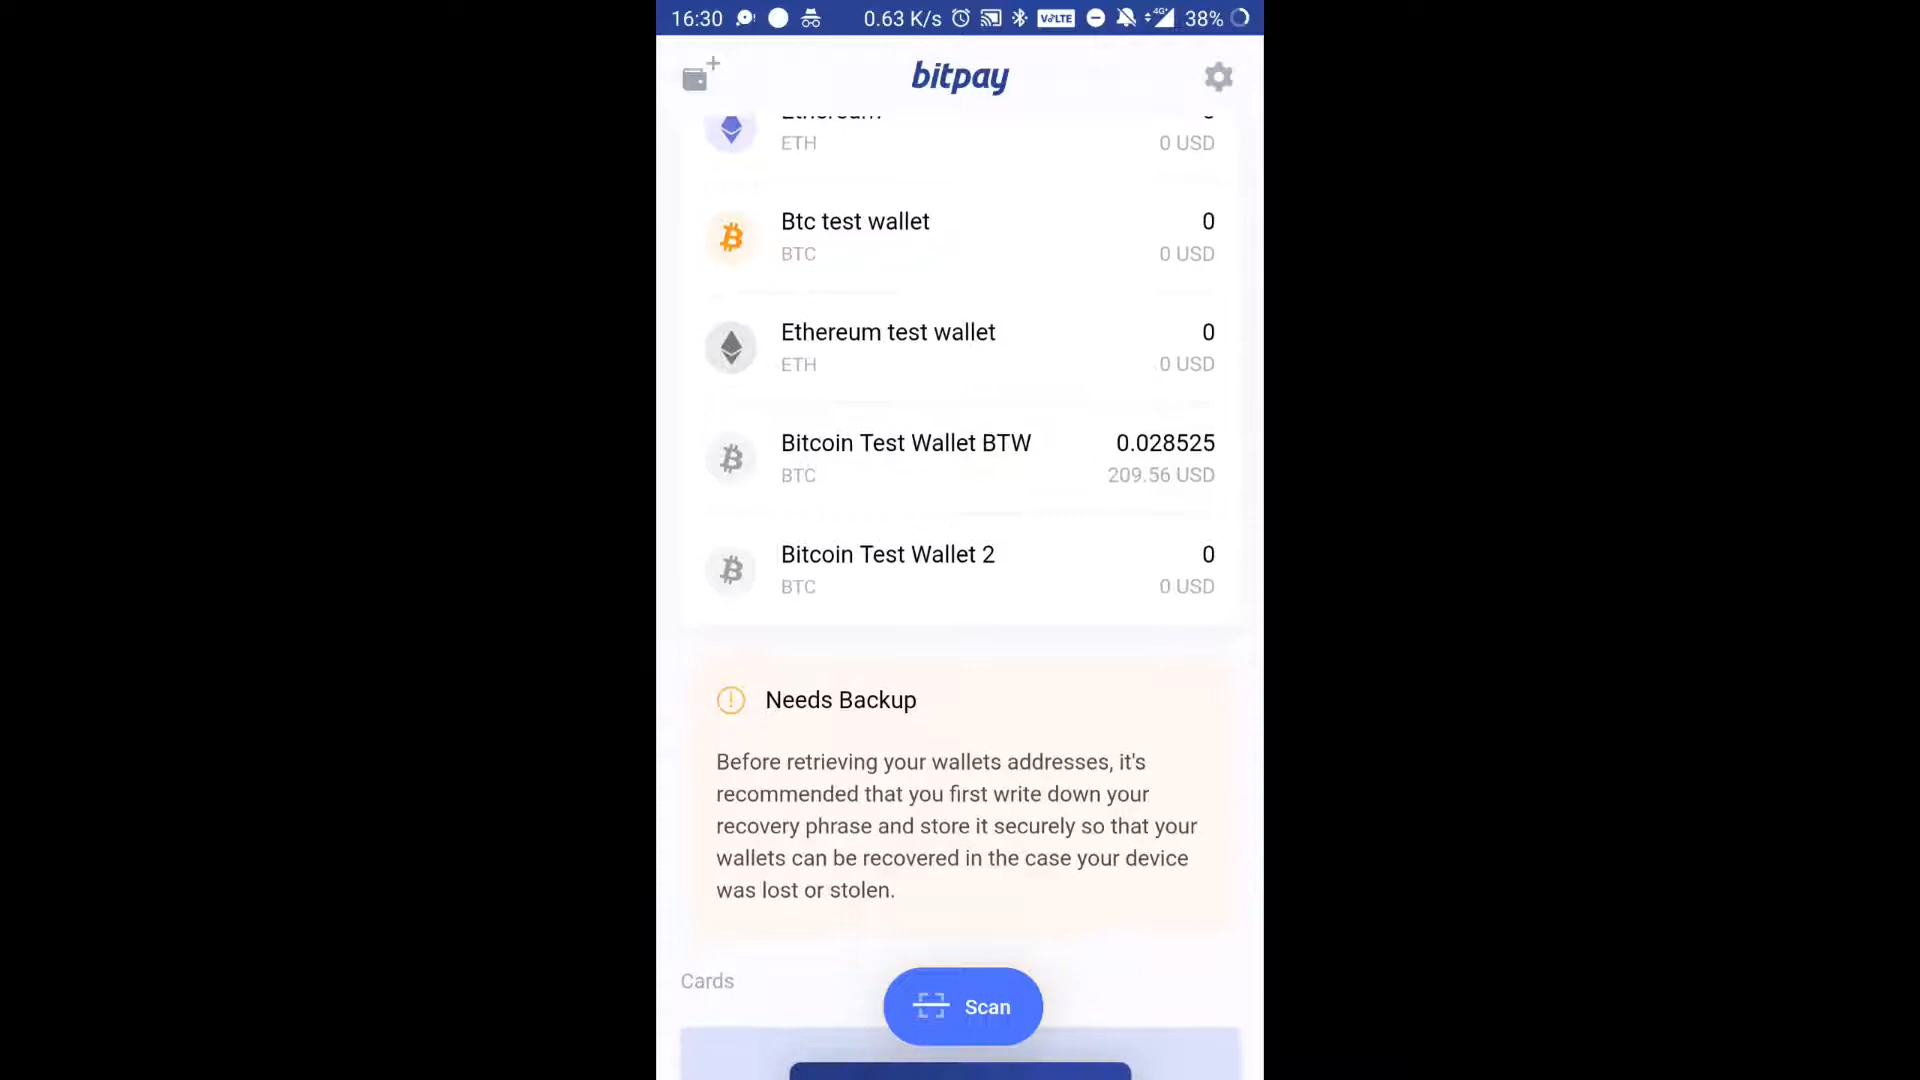 16:30 0.63 K/s VoLTE 4G+ 38%
bitpay
ETH 0 USD
Btc test wallet 0
BTC 0 USD
Ethereum test wallet 0
ETH 0 USD
Bitcoin Test Wallet BTW 0.028525
BTC 209.56 USD
Bitcoin Test Wallet 2 0
BTC 0 USD
Needs Backup
Before retrieving your wallets addresses, it's
recommended that you first write down your
recovery phrase and store it securely so that your
wallets can be recovered in the case your device
was lost or stolen.
Cards
Scan